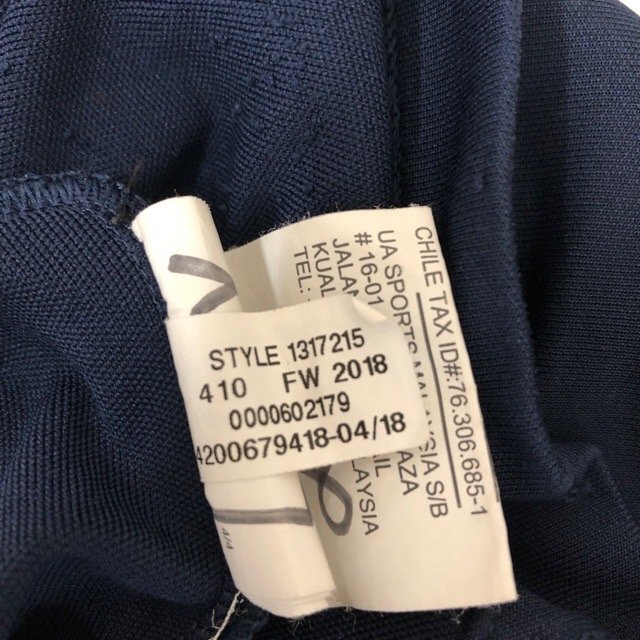 STYLE 1317215
410 FW 2018
0000602179
4200679418-04/18
CHILE TAX ID#:76.306.685-1
UA SPORTS MALAYSIA S/B
# 16-01
JALAN
KUAL
TEL: